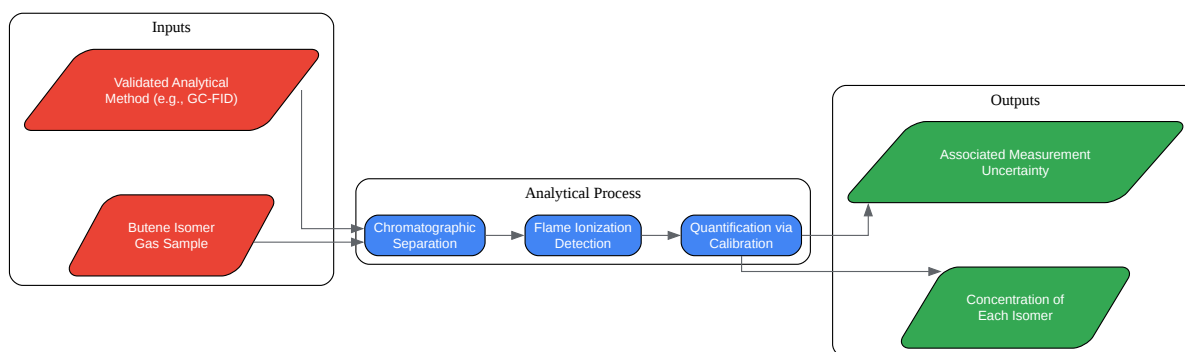 Inputs
Validated Analytical
Method (e.g., GC-FID)
Butene Isomer
Gas Sample
Analytical Process
Chromatographic
Separation
Flame Ionization
Detection
Quantification via
Calibration
Outputs
Associated Measurement
Uncertainty
Concentration of
Each Isomer